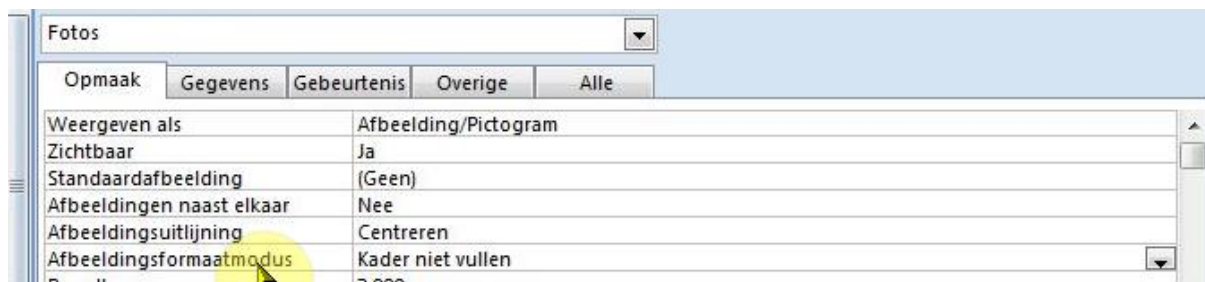 Fotos
Opmaak Gegevens Gebeurtenis Overige Alle
Weergeven als Afbeelding/Pictogram
Zichtbaar Ja
Standaardafbeelding (Geen)
Afbeeldingen naast elkaar Nee
Afbeeldingsuitlijning Centreren
Afbeeldingsformaatmodus Kader niet vullen